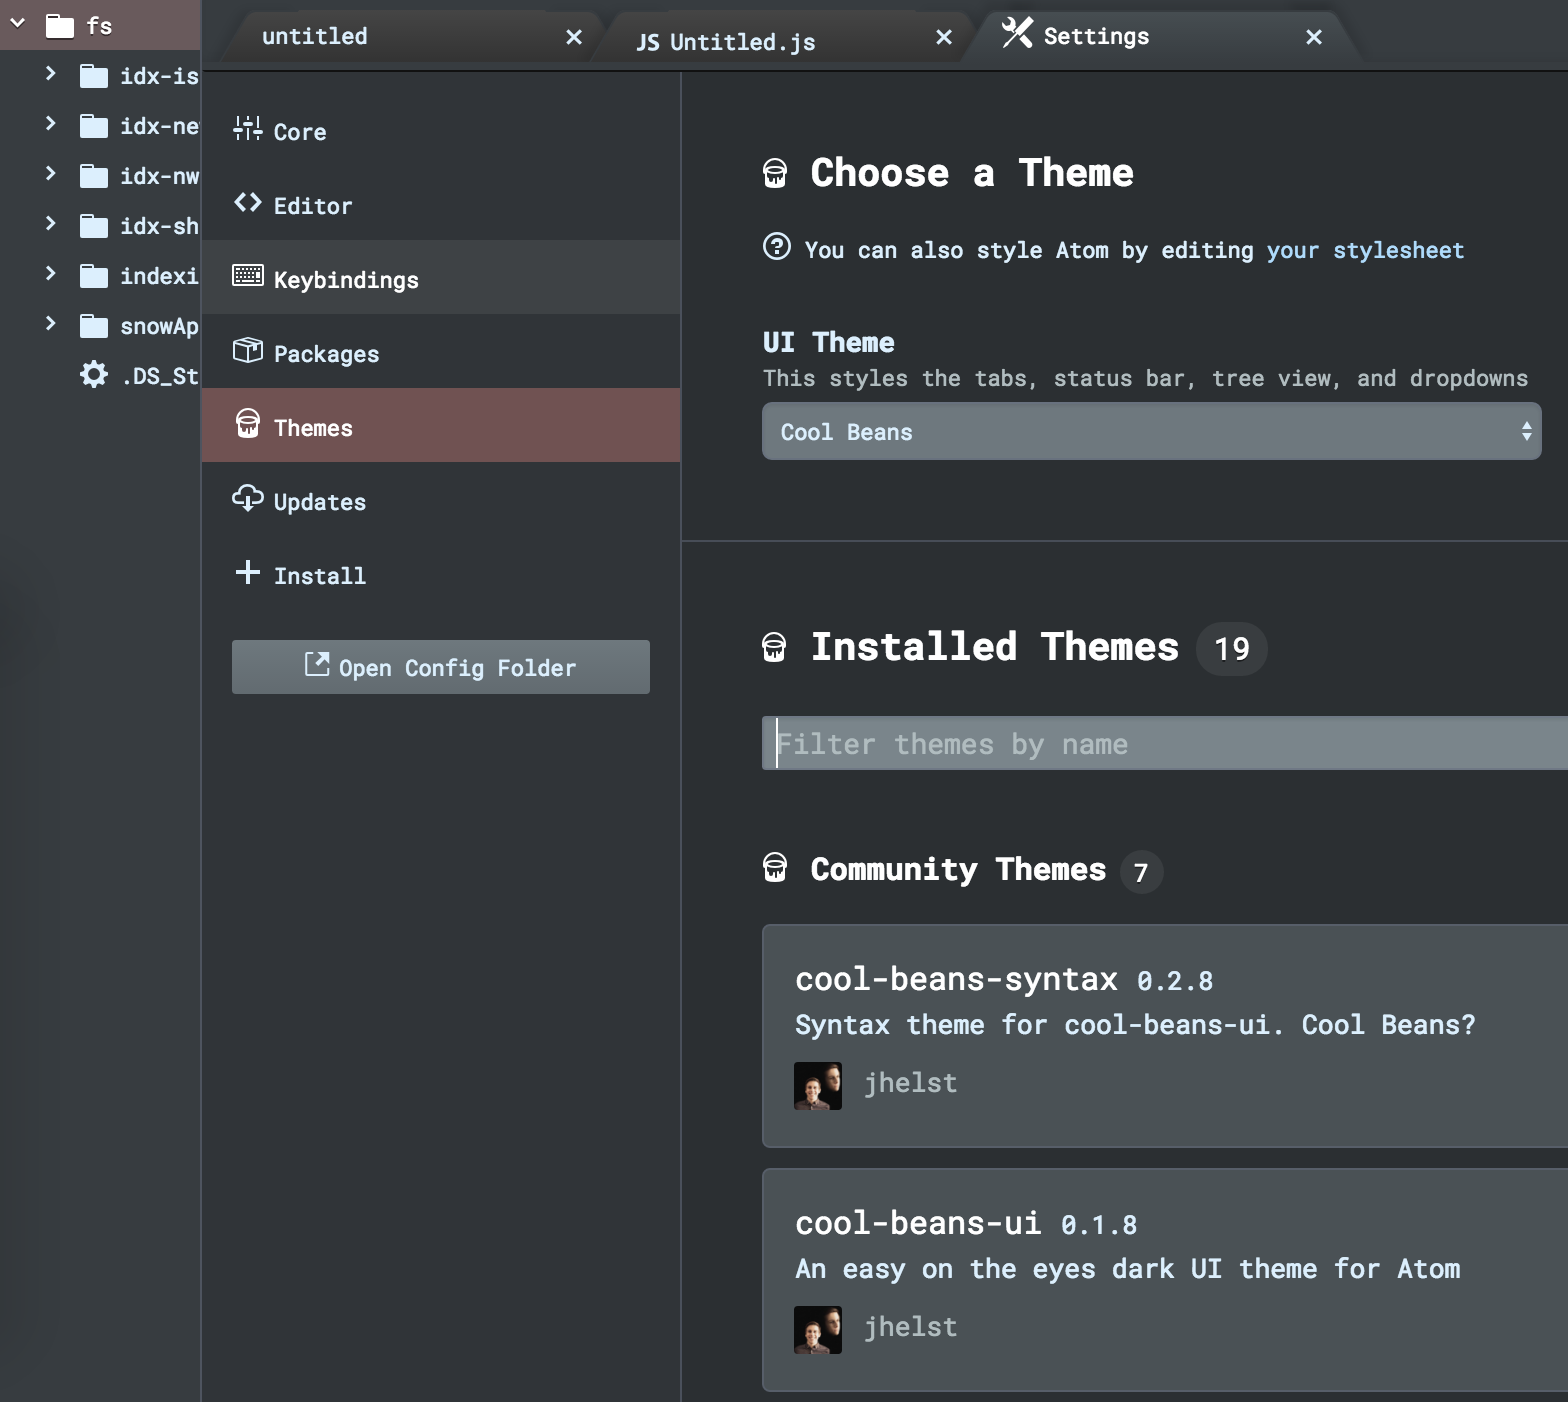 fs
idx-is
idx-ne
idx-nw
idx-sh
indexi
snowAp
.DS_St
untitled
JS Untitled.js
Settings
Core
Editor
Keybindings
Packages
Themes
Updates
Install
Open Config Folder
Choose a Theme
You can also style Atom by editing your stylesheet
UI Theme
This styles the tabs, status bar, tree view, and dropdowns
Cool Beans
Installed Themes 19
Filter themes by name
Community Themes 7
cool-beans-syntax 0.2.8
Syntax theme for cool-beans-ui. Cool Beans?
jhelst
cool-beans-ui 0.1.8
An easy on the eyes dark UI theme for Atom
jhelst